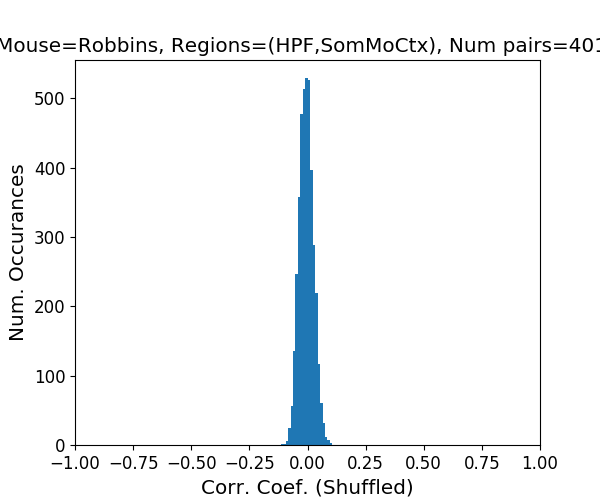 Mouse=Robbins, Regions=(HPF,SomMoCtx), Num pairs=401
500
400
300
200
100
0
Num. Occurances
−1.00 −0.75 −0.50 −0.25 0.00 0.25 0.50 0.75 1.00
Corr. Coef. (Shuffled)